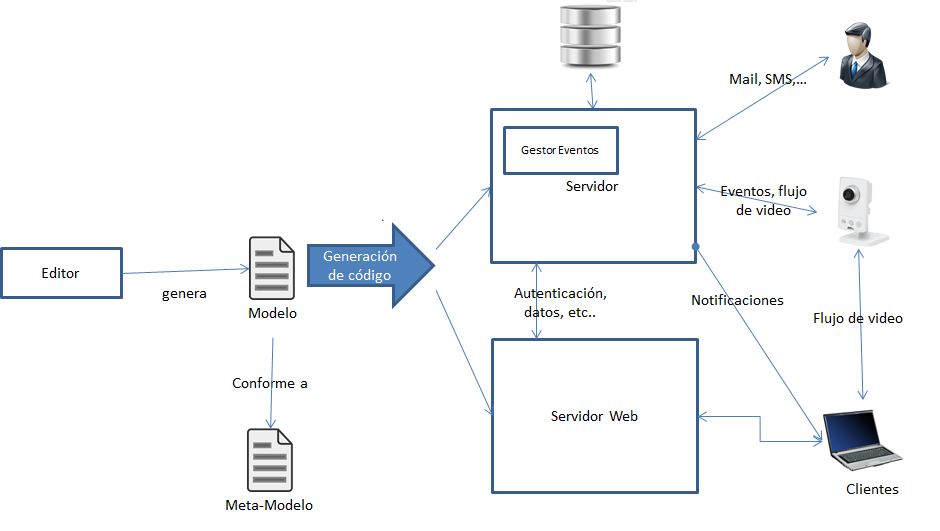 Mail, SMS,...
Gestor Eventos
Servidor
Eventos, flujo
de video
Generación
de código
Editor
genera
Modelo
Autenticación,
datos, etc..
Notificaciones
Flujo de video
Conforme a
Servidor Web
Meta-Modelo
Clientes